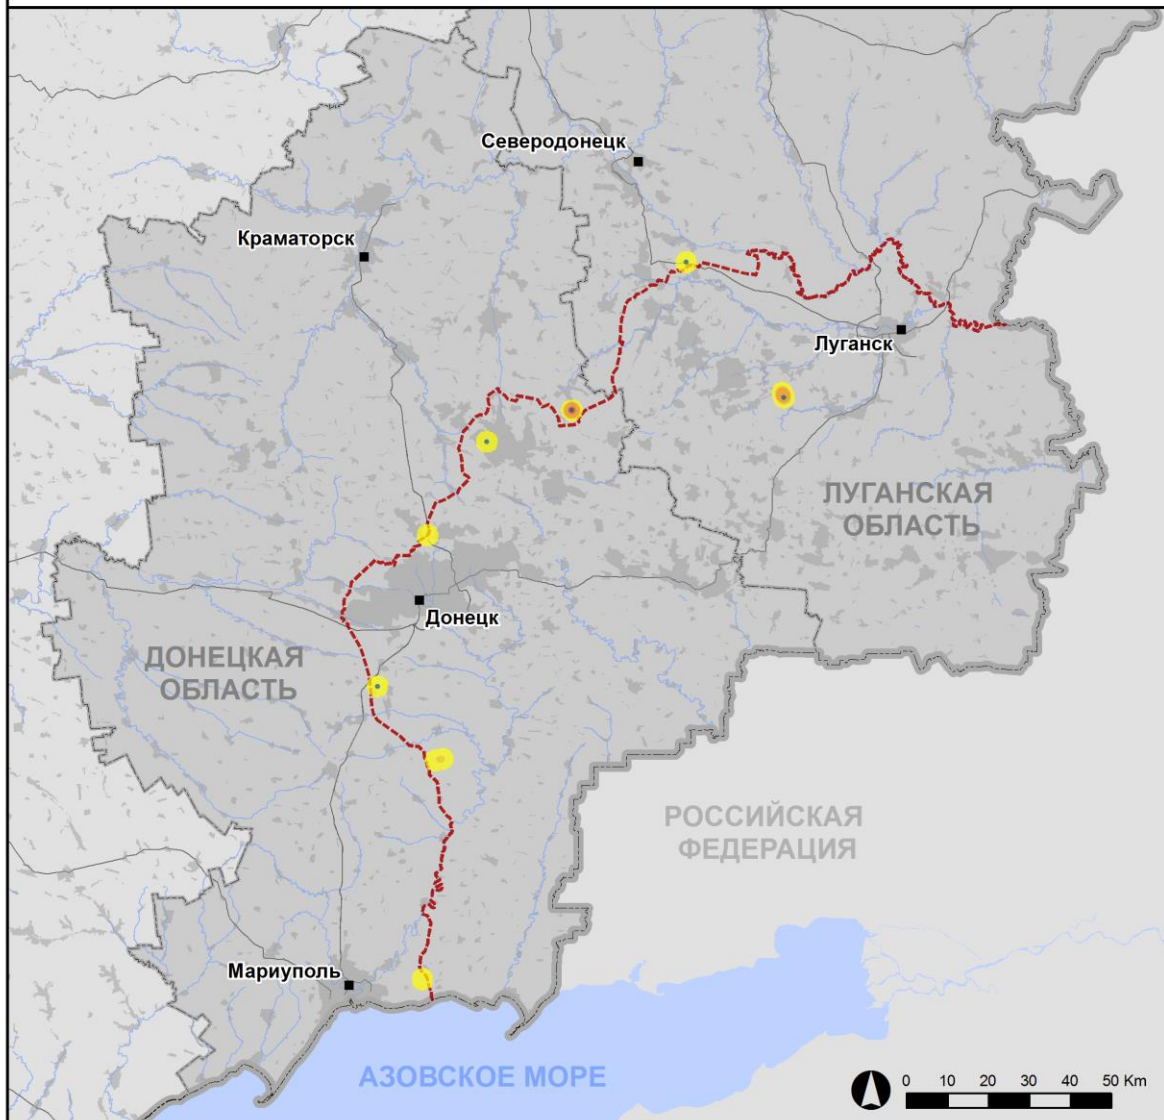 Северодонецк
Краматорск
Луганск
ЛУГАНСКАЯ
ОБЛАСТЬ
Донецк
ДОНЕЦКАЯ
ОБЛАСТЬ
РОССИЙСКАЯ
ФЕДЕРАЦИЯ
Мариуполь
АЗОВСКОЕ МОРЕ
0 10 20 30 40 50 Km